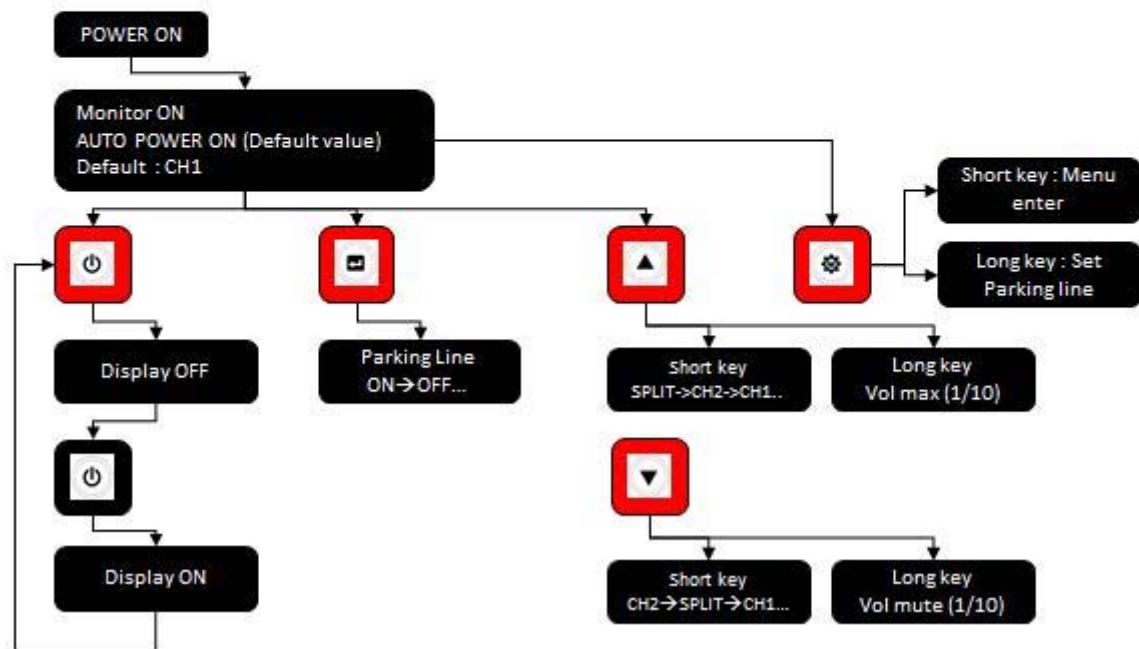 POWER ON
Monitor ON
AUTO POWER ON (Default value)
Default : CH1
Short key : Menu
enter
Long key : Set
Parking line
Display OFF
Parking Line
ON→OFF...
Short key
SPLIT->CH2->CH1..
Long key
Vol max (1/10)
Display ON
Short key
CH2→SPLIT→CH1...
Long key
Vol mute (1/10)